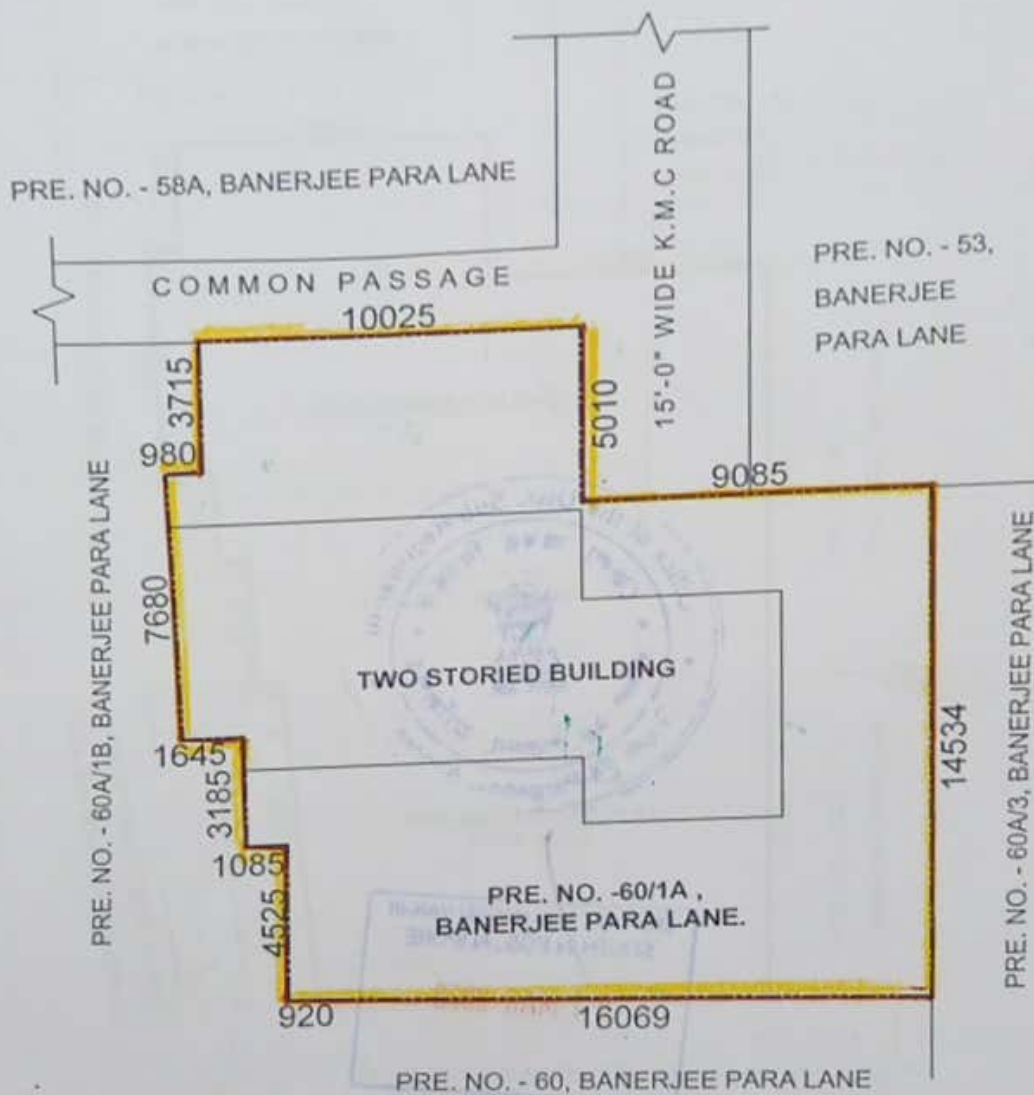 PRE. NO. - 58A, BANERJEE PARA LANE
15'-0" WIDE K.M.C ROAD
PRE. NO. - 53,
BANERJEE
PARA LANE
COMMON PASSAGE
10025
3715
5010
980
9085
PRE. NO. - 60A/1B, BANERJEE PARA LANE
7680
TWO STORIED BUILDING
14534
PRE. NO. - 60A/3, BANERJEE PARA LANE
1645
3185
1085
4525
PRE. NO. -60/1A ,
BANERJEE PARA LANE.
920
16069
PRE. NO. - 60, BANERJEE PARA LANE